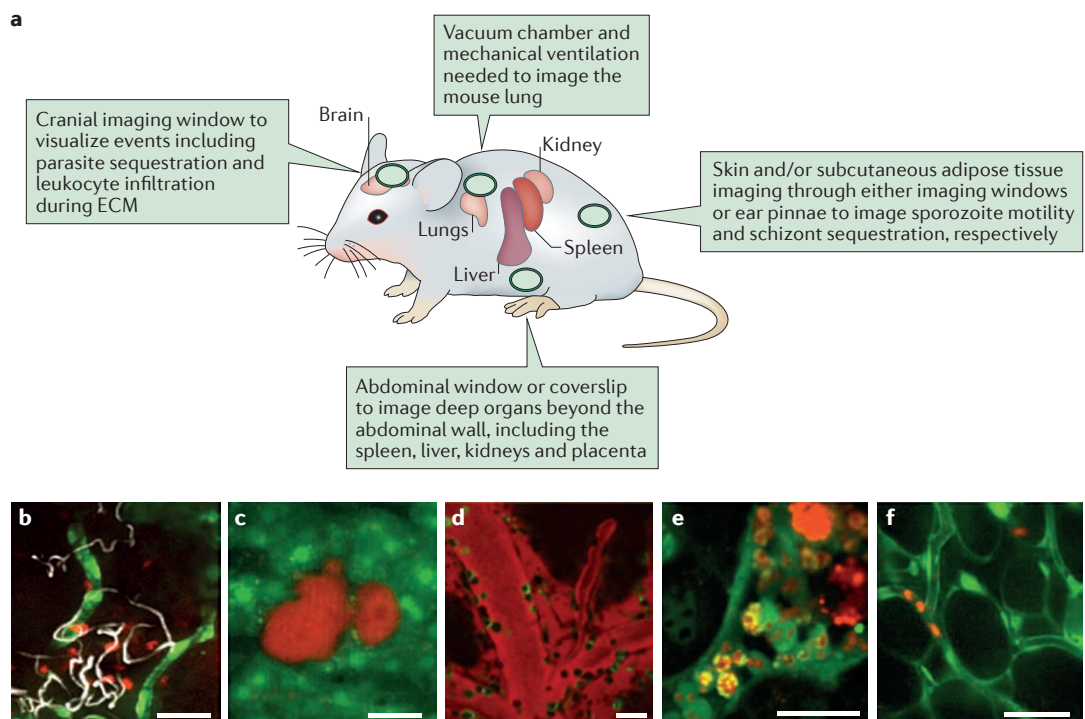 a
Vacuum chamber and
mechanical ventilation
needed to image the
mouse lung
Cranial imaging window to
visualize events including
parasite sequestration and
leukocyte infiltration
during ECM
Brain
Kidney
Skin and/or subcutaneous adipose tissue
imaging through either imaging windows
or ear pinnae to image sporozoite motility
and schizont sequestration, respectively
Lungs
Spleen
Liver
Abdominal window or coverslip
to image deep organs beyond the
abdominal wall, including the
spleen, liver, kidneys and placenta
b
c
d
e
f